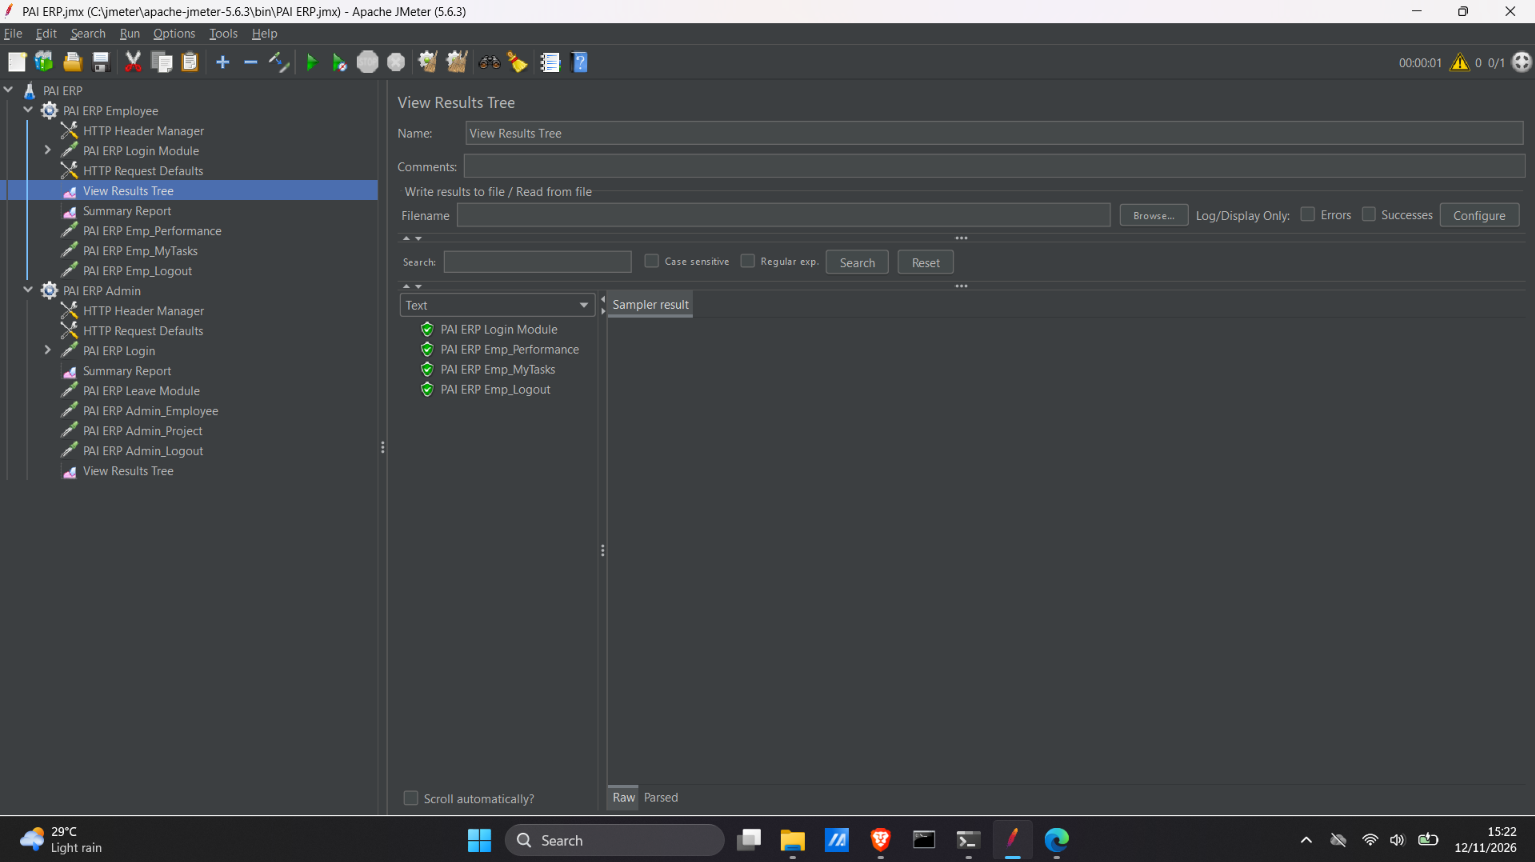 PAI ERP.jmx (C:\jmeter\apache-jmeter-5.6.3\bin\PAI ERP.jmx) - Apache JMeter (5.6.3)
File Edit Search Run Options Tools Help
00:00:01 0 0/1
PAI ERP
PAI ERP Employee
HTTP Header Manager
PAI ERP Login Module
HTTP Request Defaults
View Results Tree
Summary Report
PAI ERP Emp_Performance
PAI ERP Emp_MyTasks
PAI ERP Emp_Logout
PAI ERP Admin
HTTP Header Manager
HTTP Request Defaults
PAI ERP Login
Summary Report
PAI ERP Leave Module
PAI ERP Admin_Employee
PAI ERP Admin_Project
PAI ERP Admin_Logout
View Results Tree
View Results Tree
Name: View Results Tree
Comments:
Write results to file / Read from file
Filename Browse... Log/Display Only: Errors Successes Configure
Search: Case sensitive Regular exp. Search Reset
Text
Sampler result
PAI ERP Login Module
PAI ERP Emp_Performance
PAI ERP Emp_MyTasks
PAI ERP Emp_Logout
Scroll automatically?
Raw Parsed
29°C
Light rain
Search
15:22
12/11/2026